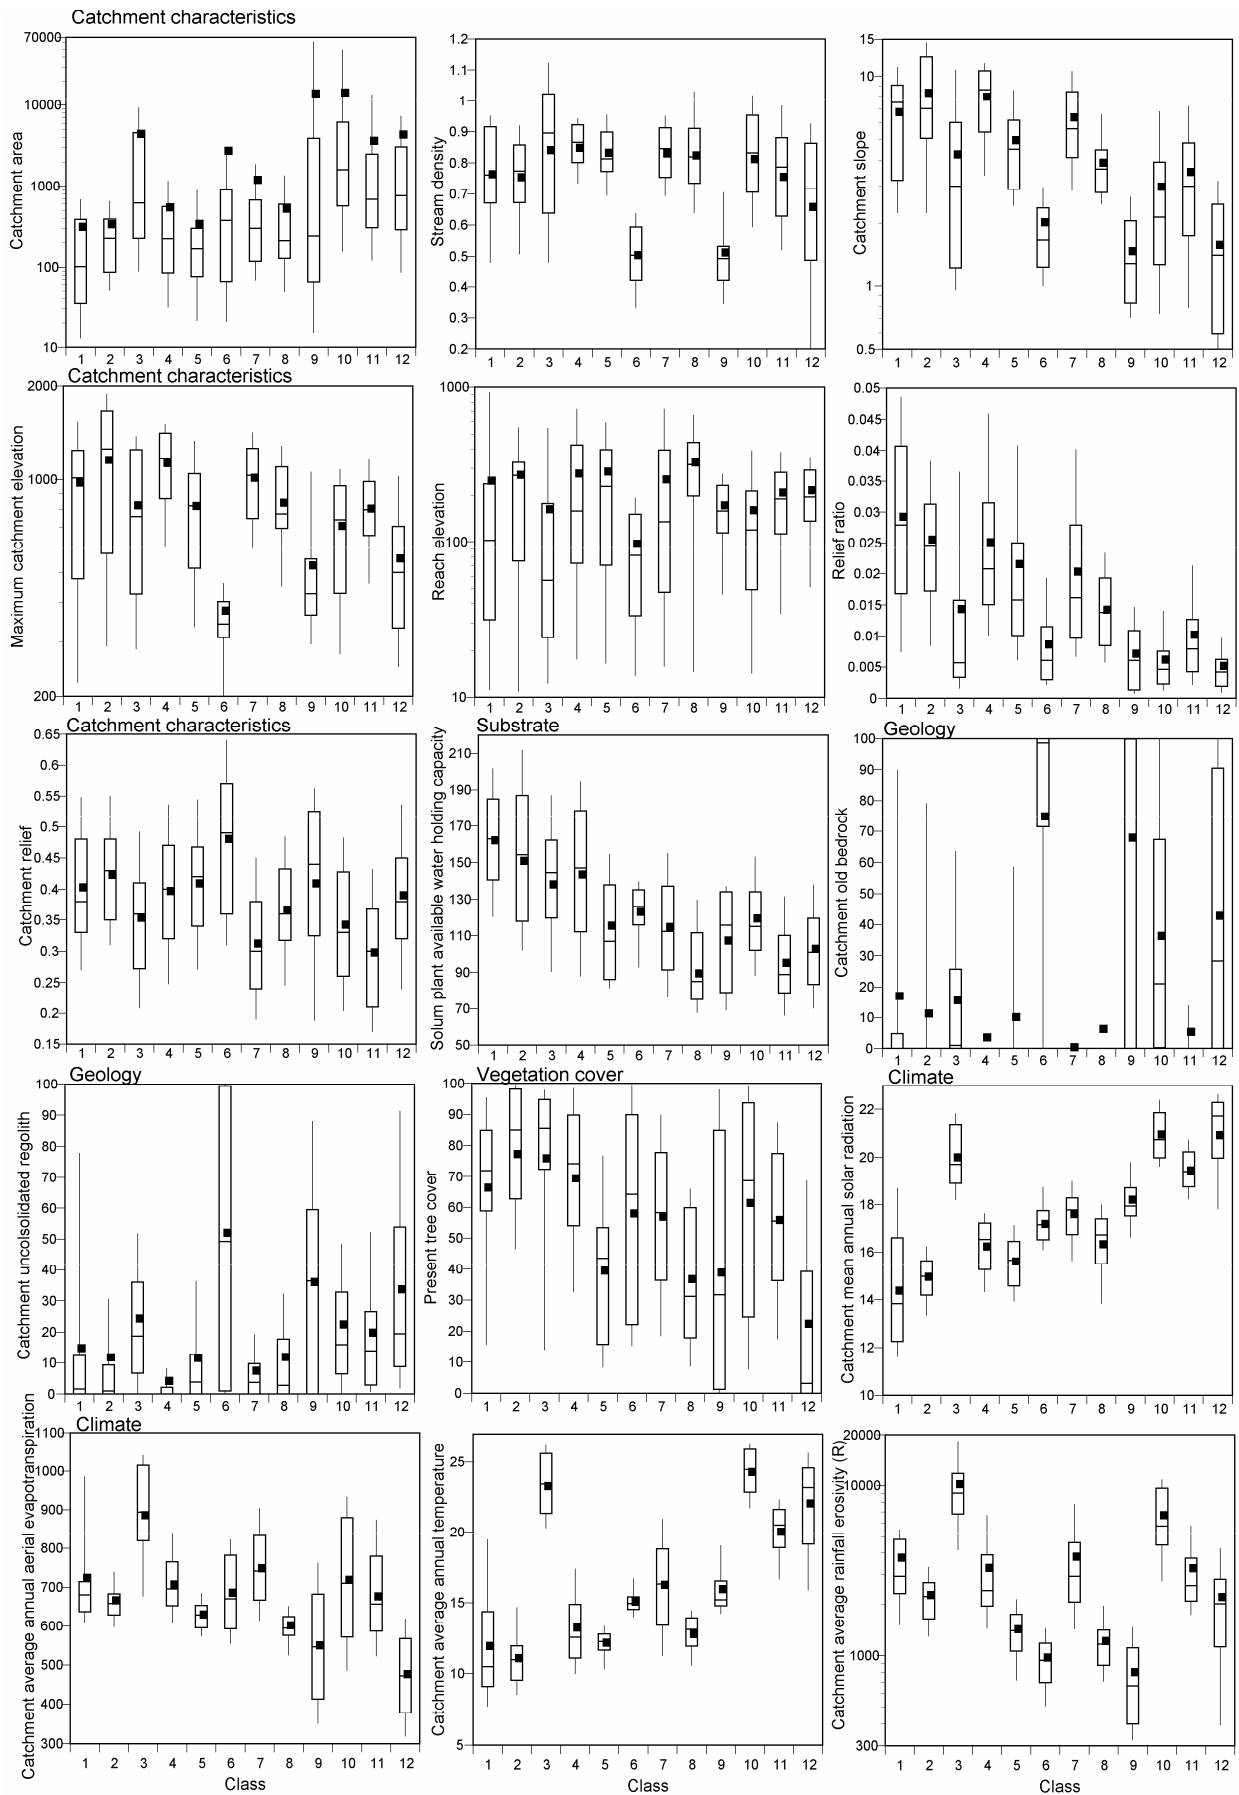 Catchment characteristics
Catchment area
70000
10000
1000
100
10
1 2 3 4 5 6 7 8 9 10 11 12
Stream density
1.2
1.1
1
0.9
0.8
0.7
0.6
0.5
0.4
0.3
0.2
1 2 3 4 5 6 7 8 9 10 11 12
Catchment slope
15
10
1
0.5
1 2 3 4 5 6 7 8 9 10 11 12
Catchment characteristics
Maximum catchment elevation
2000
1000
200
1 2 3 4 5 6 7 8 9 10 11 12
Reach elevation
1000
100
10
1 2 3 4 5 6 7 8 9 10 11 12
Relief ratio
0.05
0.045
0.04
0.035
0.03
0.025
0.02
0.015
0.01
0.005
0
1 2 3 4 5 6 7 8 9 10 11 12
Catchment characteristics
Catchment relief
0.65
0.6
0.55
0.5
0.45
0.4
0.35
0.3
0.25
0.2
0.15
1 2 3 4 5 6 7 8 9 10 11 12
Substrate
Solum plant available water holding capacity
210
190
170
150
130
110
90
70
50
1 2 3 4 5 6 7 8 9 10 11 12
Geology
Catchment old bedrock
100
90
80
70
60
50
40
30
20
10
0
1 2 3 4 5 6 7 8 9 10 11 12
Geology
Catchment uncolsolidated regolith
100
90
80
70
60
50
40
30
20
10
0
1 2 3 4 5 6 7 8 9 10 11 12
Vegetation cover
Present tree cover
100
90
80
70
60
50
40
30
20
10
0
1 2 3 4 5 6 7 8 9 10 11 12
Climate
Catchment mean annual solar radiation
22
20
18
16
14
12
10
1 2 3 4 5 6 7 8 9 10 11 12
Climate
Catchment average annual aerial evapotranspiration
1100
1000
900
800
700
600
500
400
300
1 2 3 4 5 6 7 8 9 10 11 12
Class
Catchment average annual temperature
25
20
15
10
5
1 2 3 4 5 6 7 8 9 10 11 12
Class
Catchment average rainfall erosivity (R)
20000
10000
1000
300
1 2 3 4 5 6 7 8 9 10 11 12
Class